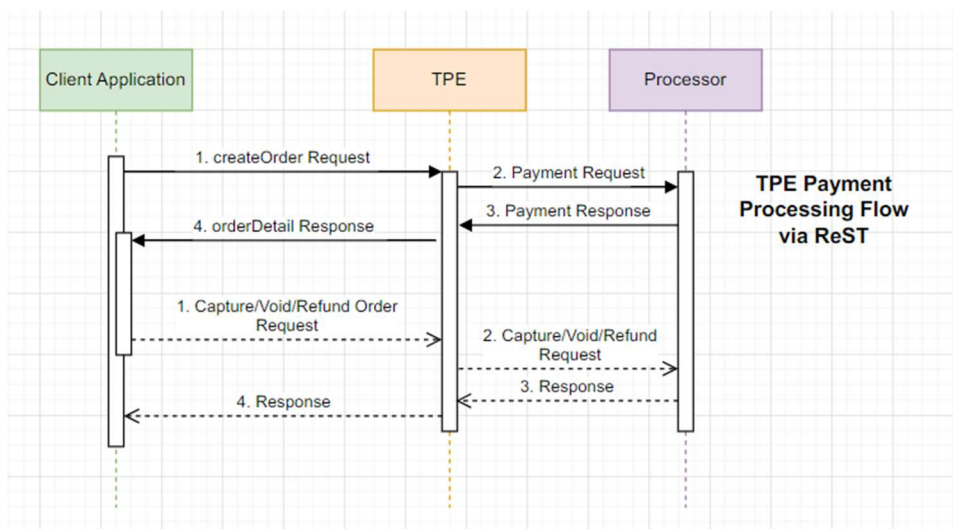 Client Application
TPE
Processor
1. createOrder Request
2. Payment Request
3. Payment Response
4. orderDetail Response
TPE Payment
Processing Flow
via ReST
1. Capture/Void/Refund Order
Request
2. Capture/Void/Refund
Request
3. Response
4. Response